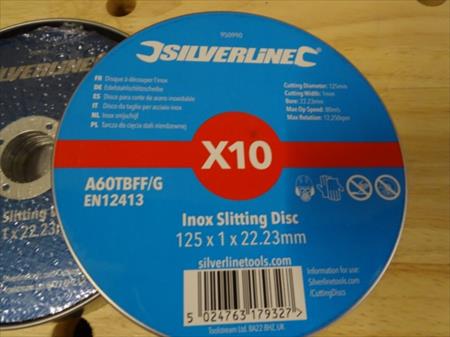 950990
SILVERLINE
FR Disque à découper l'inox
DE Edelstahlschlitzscheibe
ES Disco para corte de acero inoxidable
IT Disco da taglio per acciaio inox
NL Inox snijschijf
PL Tarcza do cięcia stali nierdzewnej
Cutting Diameter: 125mm
Cutting Width: 1mm
Bore: 22.23mm
Max Op Speed: 80m/s
Max Rotation: 12,250rpm
X10
A60TBFF/G
EN12413
Inox Slitting Disc
125 x 1 x 22.23mm
silverlinetools.com
Information for use:
/CuttingDiscs
5 024763 179327 >
Toolstream Ltd. BA22 8HZ, UK
SILVERLINE
Slitting
1 x 22.23